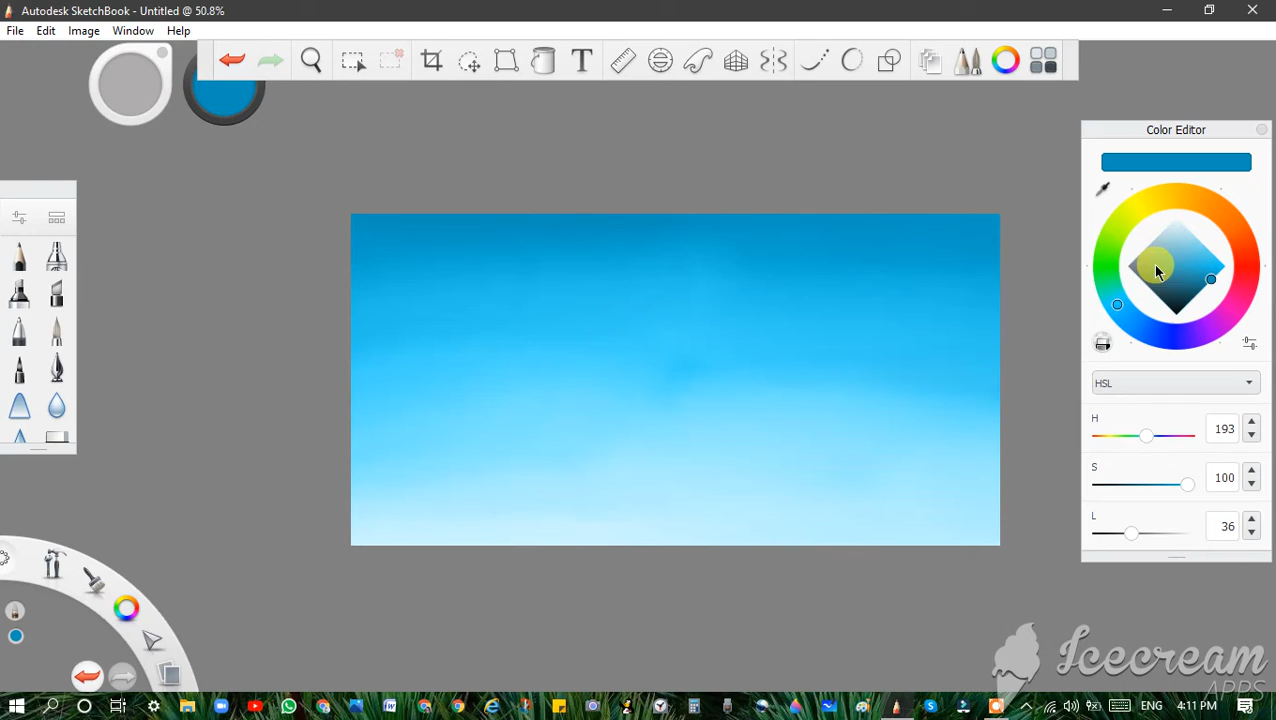 Autodesk SketchBook - Untitled @ 50.8%
File Edit Image Window Help
T
Color Editor
HSL
H 193
S 100
L 36
Icecream
APPS
ENG 4:11 PM